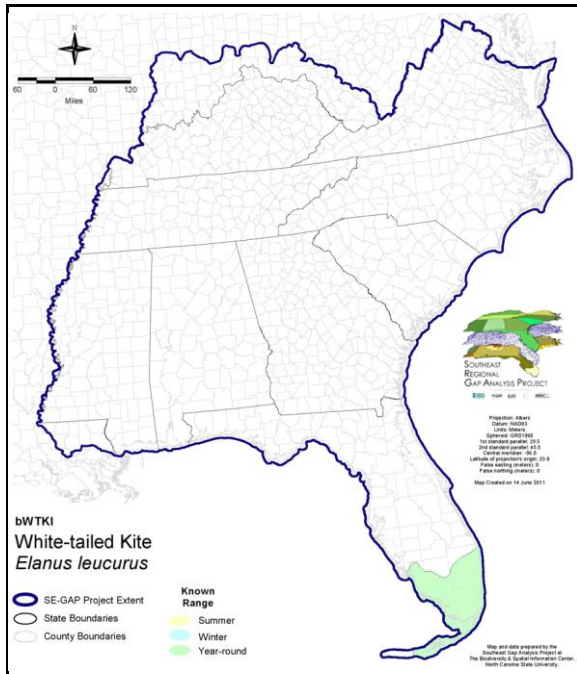 N
60 0 60 120
Miles
SOUTHEAST
REGIONAL
GAP ANALYSIS PROJECT
Projection: Albers
Datum: NAD83
Units: Meters
Spheroid: GRS1980
1st standard parallel: 29.5
2nd standard parallel: 45.5
Central meridian: -96.0
Latitude of projection's origin: 23.0
False easting (meters): 0
False northing (meters): 0
Map Created on 14 June 2011
bWTKI
White-tailed Kite
Elanus leucurus
SE-GAP Project Extent
State Boundaries
County Boundaries
Known
Range
Summer
Winter
Year-round
Map and data prepared by the
Southeast Gap Analysis Project at
The Biodiversity & Spatial Information Center,
North Carolina State University.